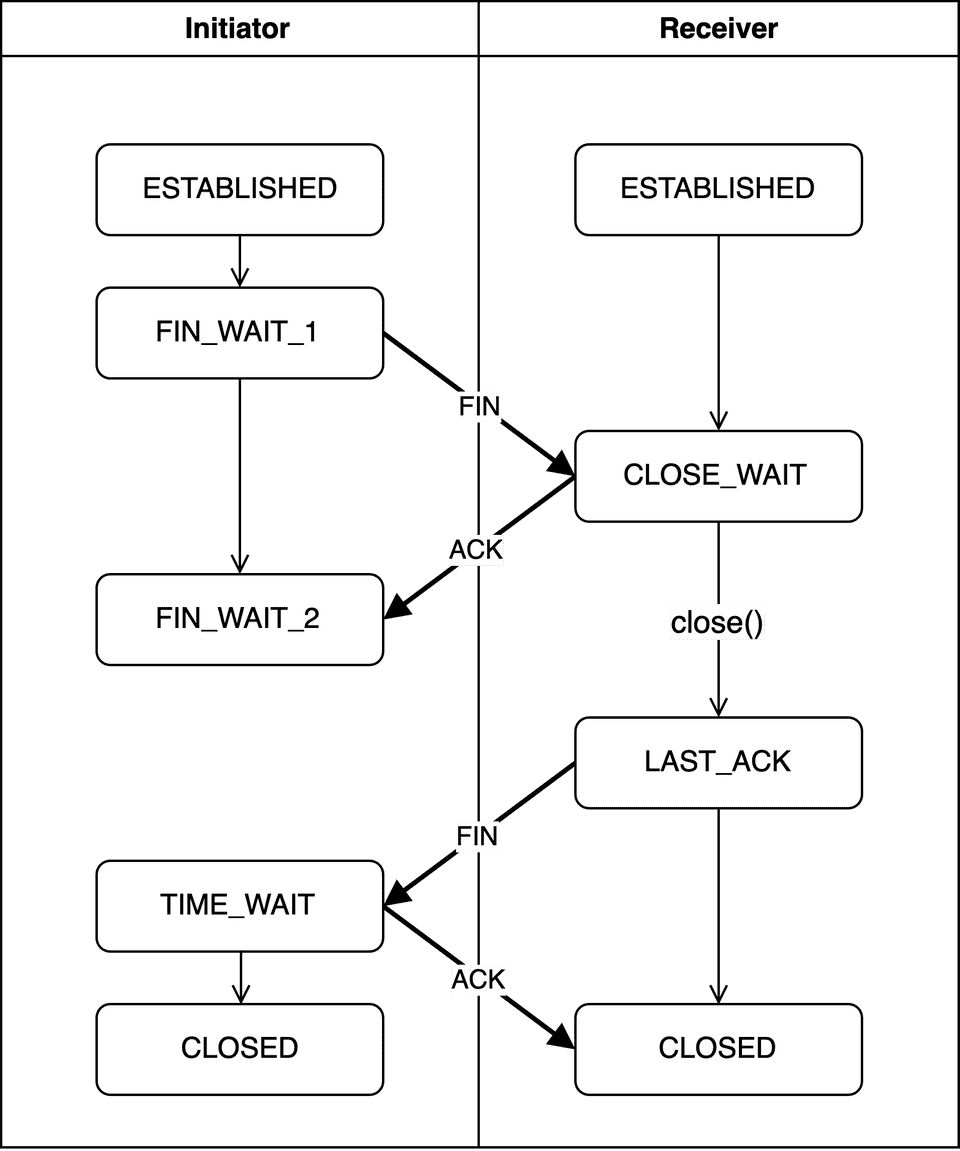 Initiator
Receiver
ESTABLISHED
ESTABLISHED
FIN_WAIT_1
FIN
CLOSE_WAIT
ACK
FIN_WAIT_2
close()
LAST_ACK
FIN
TIME_WAIT
ACK
CLOSED
CLOSED